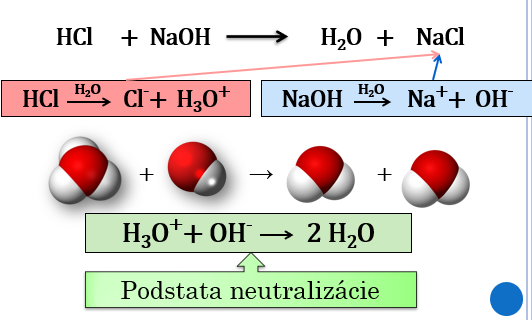 HCl + NaOH ⟶ H₂O + NaCl
HCl —H₂O→ Cl⁻ + H₃O⁺
NaOH —H₂O→ Na⁺ + OH⁻
+ → +
H₃O⁺ + OH⁻ ⟶ 2 H₂O
Podstata neutralizácie